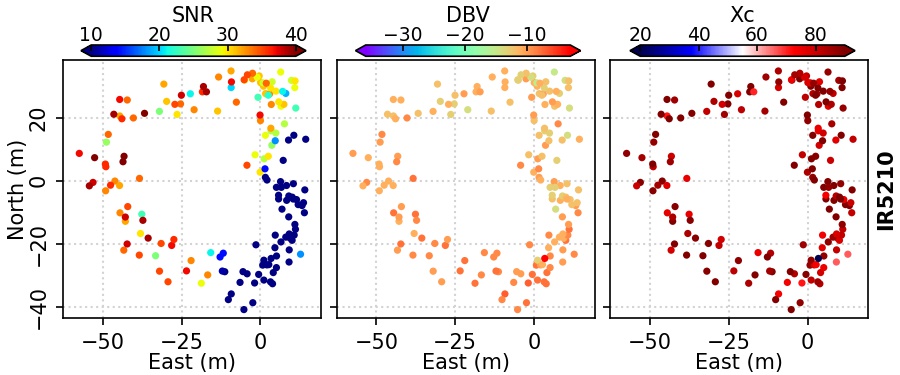 SNR DBV Xc
10 20 30 40 −30 −20 −10 20 40 60 80
North (m)
20
0
−20
−40
−50 −25 0 −50 −25 0 −50 −25 0
East (m) East (m) East (m)
IR5210